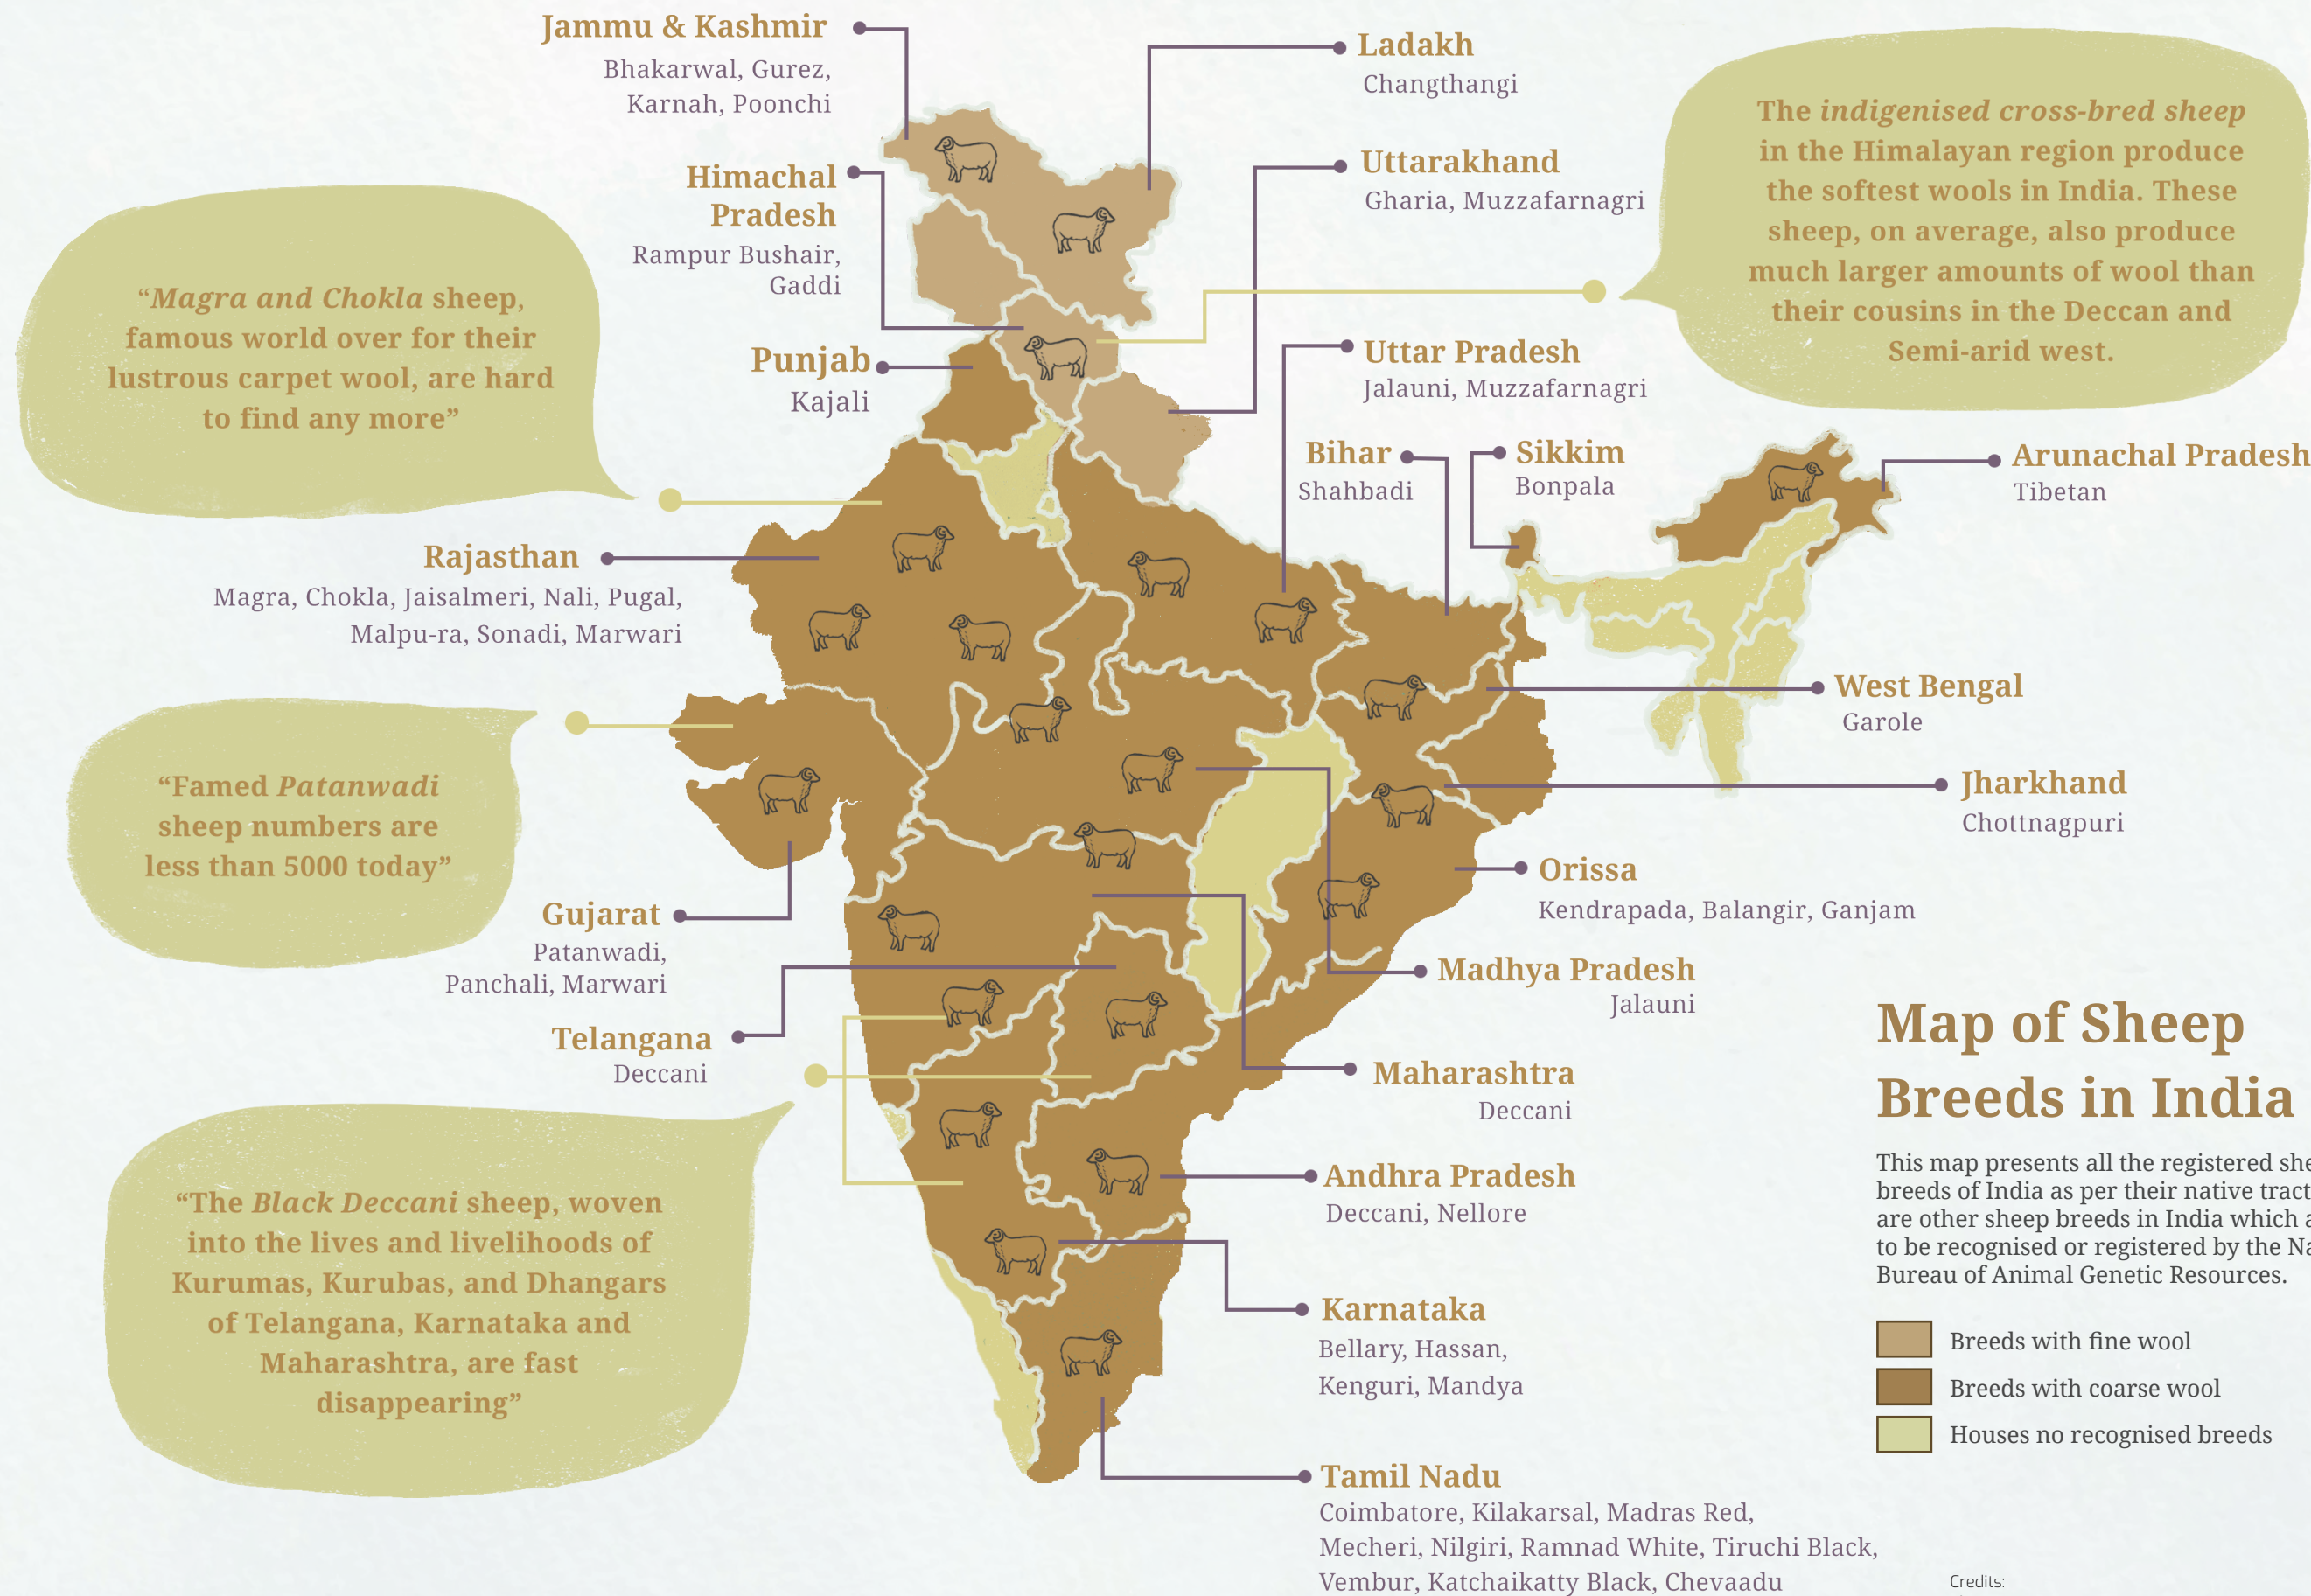 Jammu & Kashmir
Bhakarwal, Gurez,
Karnah, Poonchi
Ladakh
Changthangi
The indigenised cross-bred sheep
in the Himalayan region produce
the softest wools in India. These
sheep, on average, also produce
much larger amounts of wool than
their cousins in the Deccan and
Semi-arid west.
Himachal
Pradesh
Rampur Bushair,
Gaddi
Uttarakhand
Gharia, Muzzafarnagri
“Magra and Chokla sheep,
famous world over for their
lustrous carpet wool, are hard
to find any more”
Punjab
Kajali
Uttar Pradesh
Jalauni, Muzzafarnagri
Bihar
Shahbadi
Sikkim
Bonpala
Arunachal Pradesh
Tibetan
Rajasthan
Magra, Chokla, Jaisalmeri, Nali, Pugal,
Malpu-ra, Sonadi, Marwari
West Bengal
Garole
“Famed Patanwadi
sheep numbers are
less than 5000 today”
Jharkhand
Chottnagpuri
Orissa
Kendrapada, Balangir, Ganjam
Gujarat
Patanwadi,
Panchali, Marwari
Madhya Pradesh
Jalauni
Telangana
Deccani
Maharashtra
Deccani
“The Black Deccani sheep, woven
into the lives and livelihoods of
Kurumas, Kurubas, and Dhangars
of Telangana, Karnataka and
Maharashtra, are fast
disappearing”
Andhra Pradesh
Deccani, Nellore
Karnataka
Bellary, Hassan,
Kenguri, Mandya
Tamil Nadu
Coimbatore, Kilakarsal, Madras Red,
Mecheri, Nilgiri, Ramnad White, Tiruchi Black,
Vembur, Katchaikatty Black, Chevaadu
Map of Sheep
Breeds in India
This map presents all the registered
breeds of India as per their native
are other sheep breeds in India which
to be recognised or registered by the
Bureau of Animal Genetic Resources.
Breeds with fine wool
Breeds with coarse wool
Houses no recognised breeds
Credits: